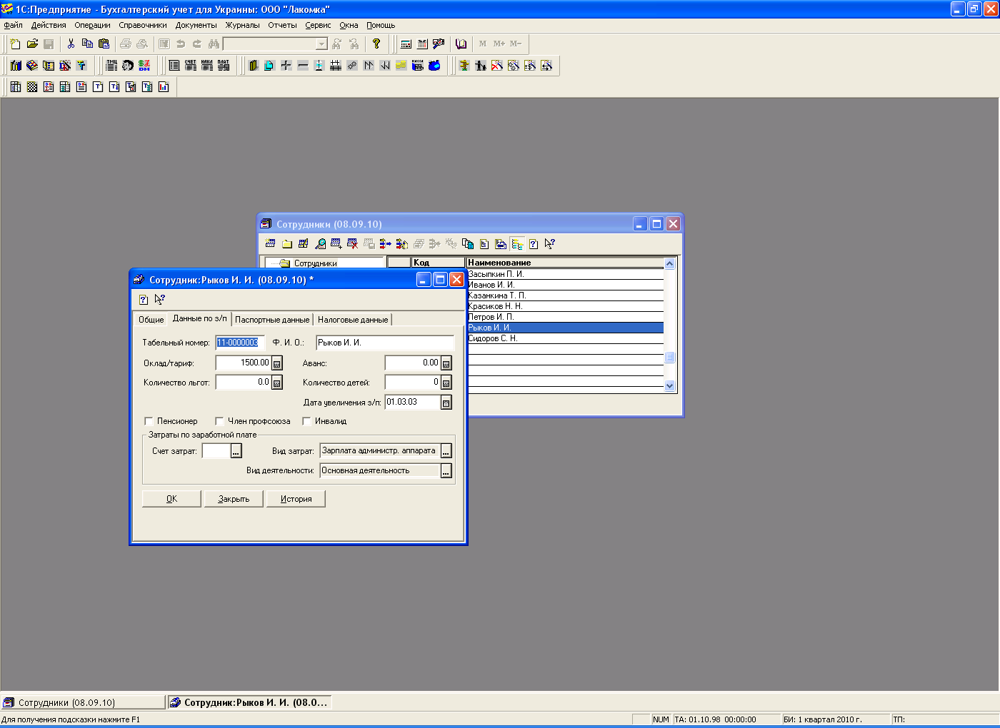 1С:Предприятие - Бухгалтерский учет для Украины: ООО "Лакомка"
Файл Действия Операции Справочники Документы Журналы Отчеты Сервис Окна Помощь
M M+ M-
ТМЦ СЧЕТ НАКЛ ПЛАТ КАССА
Сотрудники (08.09.10)
Сотрудники Код Наименование
Засыпкин П. И.
Иванов И. И.
Казанкина Т. П.
Красиков Н. Н.
Петров И. П.
Рыков И. И.
Сидоров С. Н.
Сотрудник:Рыков И. И. (08.09.10) *
Общие Данные по з/п Паспортные данные Налоговые данные
Табельный номер: 11-0000003 Ф. И. О.: Рыков И. И.
Оклад/тариф: 1500.00 Аванс: 0.00
Количество льгот: 0.0 Количество детей: 0
Дата увеличения з/п: 01.03.03
Пенсионер Член профсоюза Инвалид
Затраты по заработной плате
Счет затрат: ... Вид затрат: Зарплата администр. аппарата ...
Вид деятельности: Основная деятельность ...
ОК Закрыть История
Сотрудники (08.09.10) Сотрудник:Рыков И. И. (08.0...
Для получения подсказки нажмите F1 NUM ТА: 01.10.98 00:00:00 БИ: 1 квартал 2010 г. ТП: